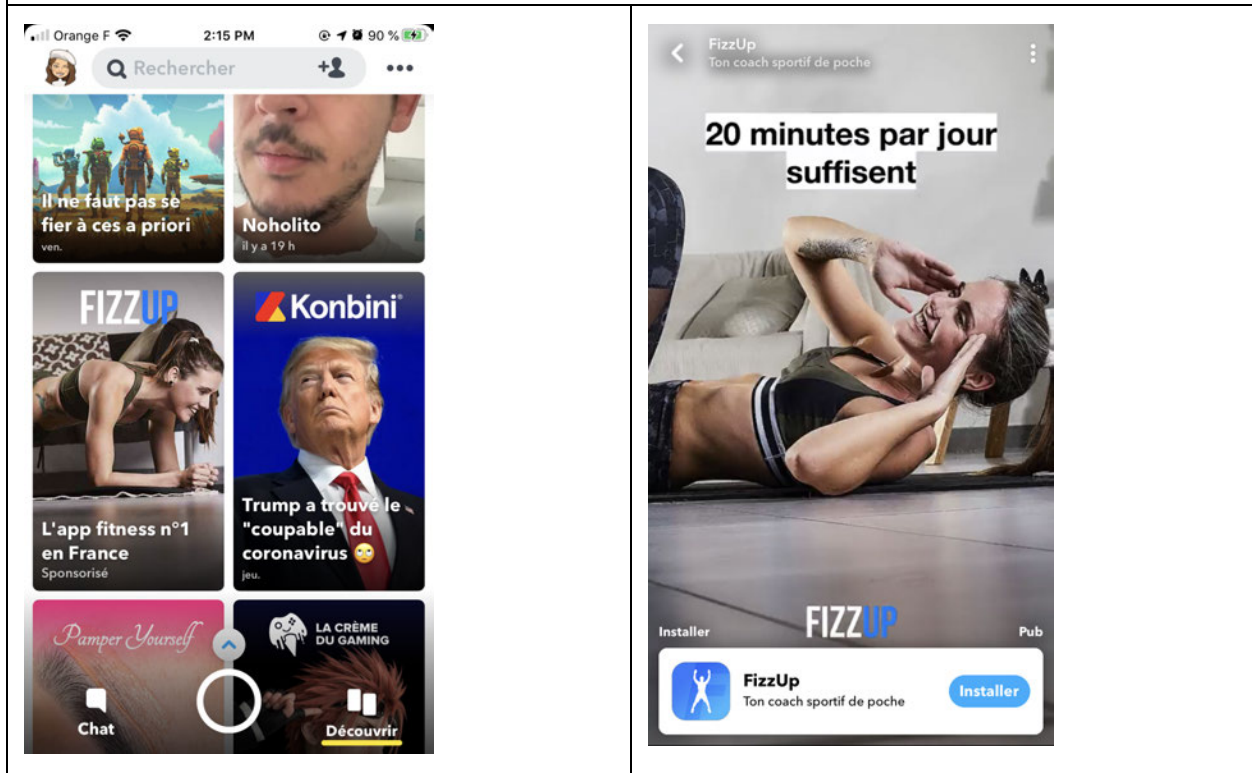 Orange F
2:15 PM
90 %
Rechercher
Il ne faut pas se
fier à ces a priori
ven.
Noholito
il y a 19 h
FIZZUP
L'app fitness n°1
en France
Sponsorisé
Konbini
Trump a trouvé le
"coupable" du
coronavirus 🙄
jeu.
Pamper Yourself
LA CRÈME
DU GAMING
Chat
Découvrir
FizzUp
Ton coach sportif de poche
20 minutes par jour
suffisent
FIZZUP
Installer
Pub
FizzUp
Ton coach sportif de poche
Installer